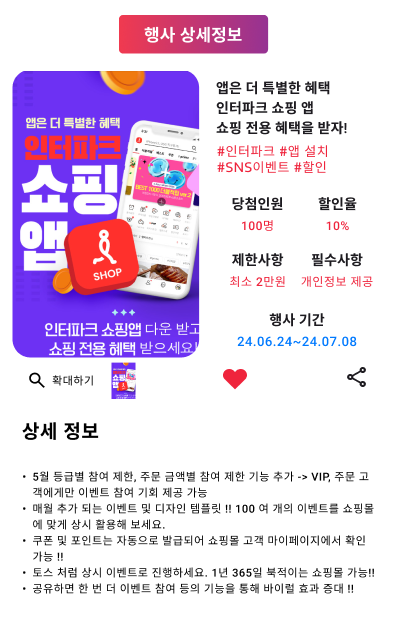 행사 상세정보
앱은 더 특별한 혜택
인터파크
쇼핑
앱
BEST 1000
SHOP
인터파크 쇼핑앱 다운 받고
쇼핑 전용 혜택 받으세요!
앱은 더 특별한 혜택
인터파크 쇼핑 앱
쇼핑 전용 혜택을 받자!
#인터파크 #앱 설치
#SNS이벤트 #할인
당첨인원 할인율
100명 10%
제한사항 필수사항
최소 2만원 개인정보 제공
행사 기간
24.06.24~24.07.08
확대하기
상세 정보
• 5월 등급별 참여 제한, 주문 금액별 참여 제한 기능 추가 -> VIP, 주문 고
객에게만 이벤트 참여 기회 제공 가능
• 매월 추가 되는 이벤트 및 디자인 템플릿 !! 100 여 개의 이벤트를 쇼핑몰
에 맞게 상시 활용해 보세요.
• 쿠폰 및 포인트는 자동으로 발급되어 쇼핑몰 고객 마이페이지에서 확인
가능 !!
• 토스 처럼 상시 이벤트로 진행하세요. 1년 365일 북적이는 쇼핑몰 가능!!
• 공유하면 한 번 더 이벤트 참여 등의 기능을 통해 바이럴 효과 증대 !!